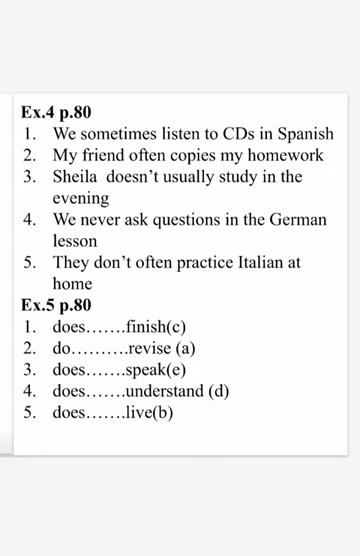 Ex.4 p.80
1. We sometimes listen to CDs in Spanish
2. My friend often copies my homework
3. Sheila doesn’t usually study in the
evening
4. We never ask questions in the German
lesson
5. They don’t often practice Italian at
home
Ex.5 p.80
1. does…….finish(c)
2. do……….revise (a)
3. does…….speak(e)
4. does…….understand (d)
5. does…….live(b)